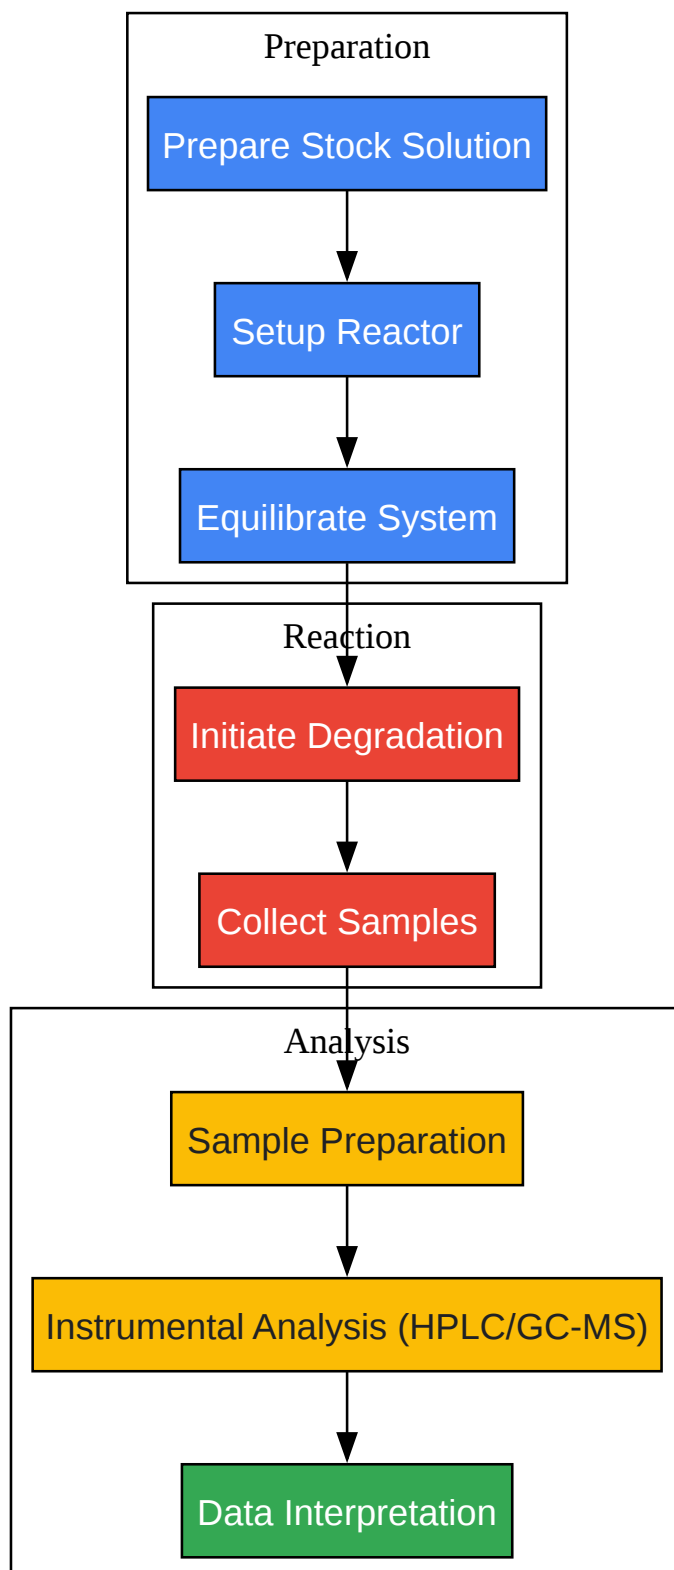 Preparation
Prepare Stock Solution
Setup Reactor
Equilibrate System
Reaction
Initiate Degradation
Collect Samples
Analysis
Sample Preparation
Instrumental Analysis (HPLC/GC-MS)
Data Interpretation